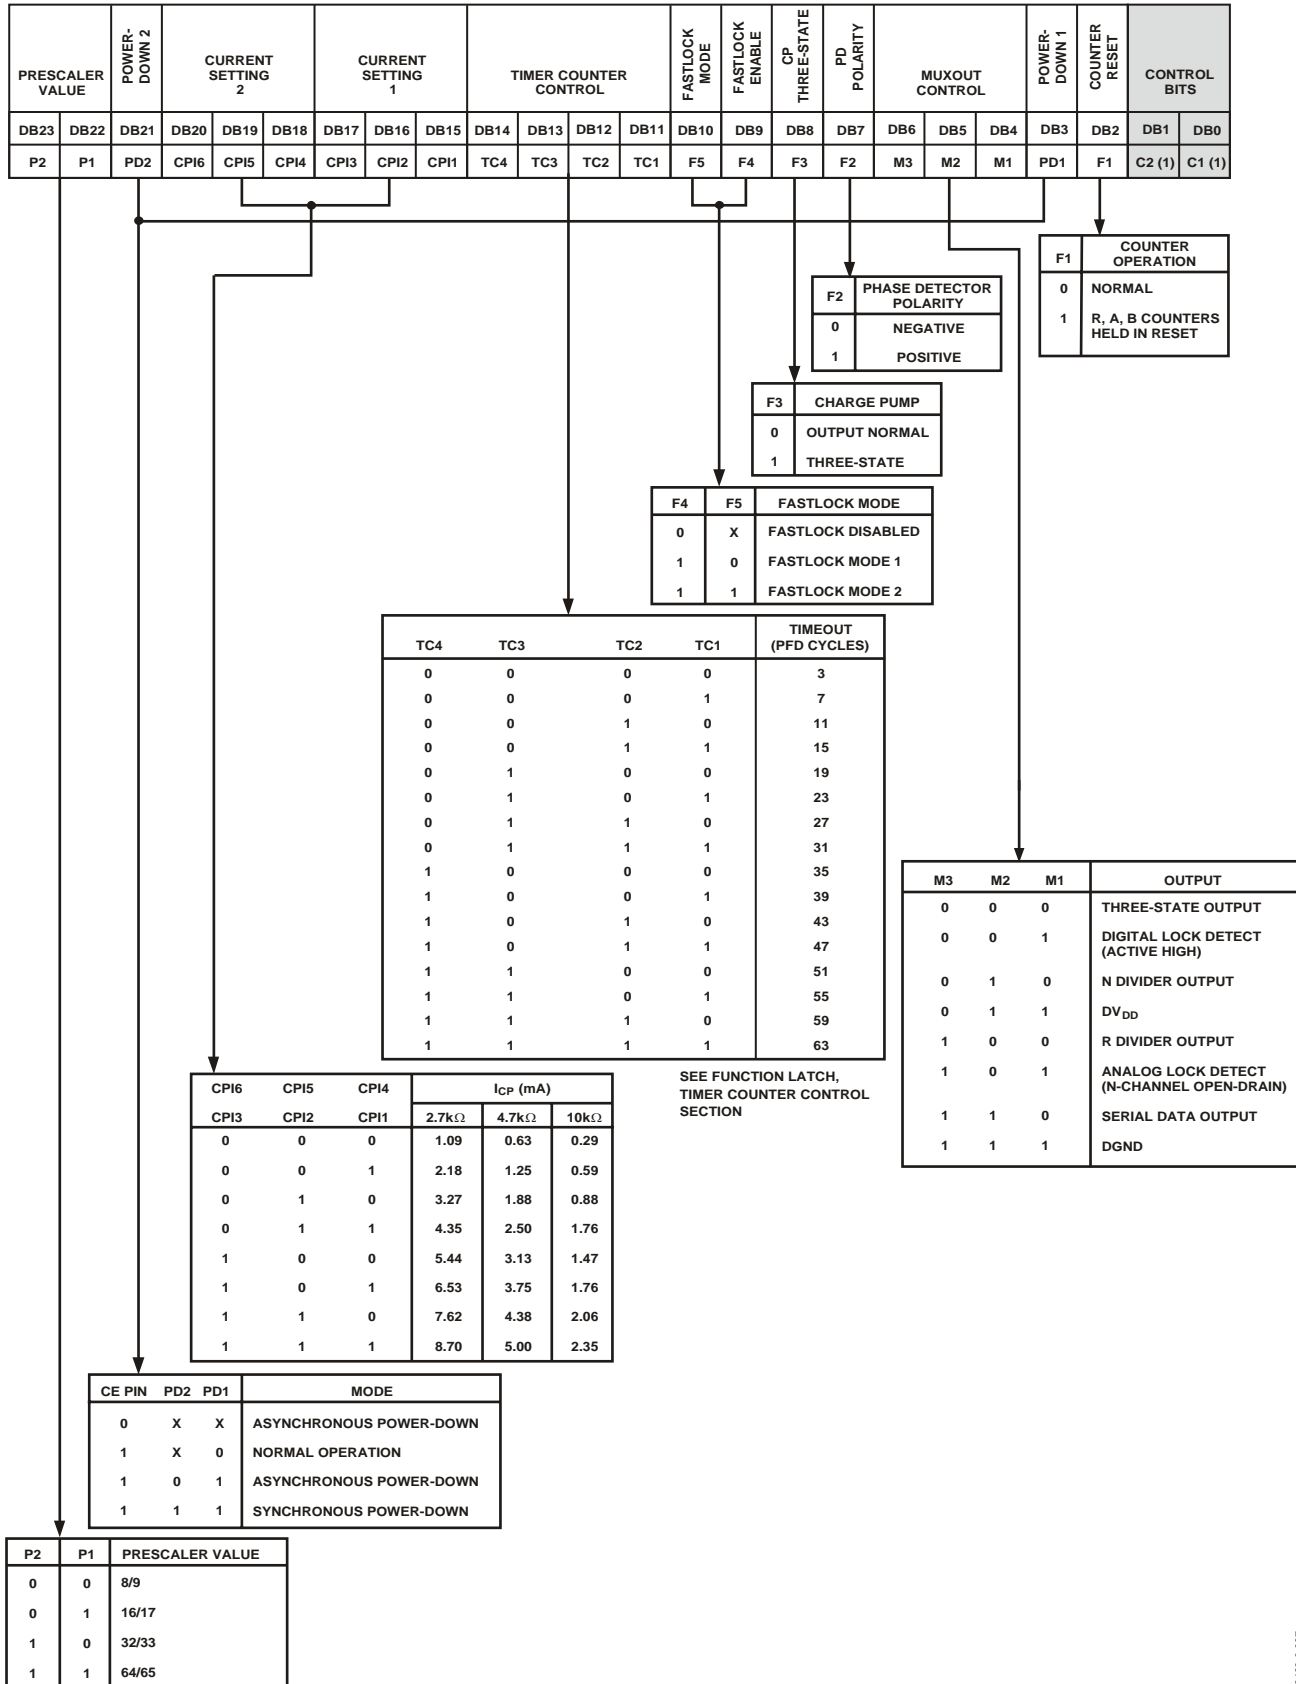 PRESCALER VALUE POWER-DOWN 2 CURRENT SETTING 2 CURRENT SETTING 1 TIMER COUNTER CONTROL FASTLOCK MODE FASTLOCK ENABLE CP THREE-STATE PD POLARITY MUXOUT CONTROL POWER-DOWN 1 COUNTER RESET CONTROL BITS
DB23 DB22 DB21 DB20 DB19 DB18 DB17 DB16 DB15 DB14 DB13 DB12 DB11 DB10 DB9 DB8 DB7 DB6 DB5 DB4 DB3 DB2 DB1 DB0
P2 P1 PD2 CPI6 CPI5 CPI4 CPI3 CPI2 CPI1 TC4 TC3 TC2 TC1 F5 F4 F3 F2 M3 M2 M1 PD1 F1 C2 (1) C1 (1)
F1 COUNTER OPERATION
0 NORMAL
1 R, A, B COUNTERS
HELD IN RESET
F2 PHASE DETECTOR POLARITY
0 NEGATIVE
1 POSITIVE
F3 CHARGE PUMP
0 OUTPUT NORMAL
1 THREE-STATE
F4 F5 FASTLOCK MODE
0 X FASTLOCK DISABLED
1 0 FASTLOCK MODE 1
1 1 FASTLOCK MODE 2
TC4 TC3 TC2 TC1 TIMEOUT (PFD CYCLES)
0 0 0 0 3
0 0 0 1 7
0 0 1 0 11
0 0 1 1 15
0 1 0 0 19
0 1 0 1 23
0 1 1 0 27
0 1 1 1 31
1 0 0 0 35
1 0 0 1 39
1 0 1 0 43
1 0 1 1 47
1 1 0 0 51
1 1 0 1 55
1 1 1 0 59
1 1 1 1 63
SEE FUNCTION LATCH,
TIMER COUNTER CONTROL
SECTION
M3 M2 M1 OUTPUT
0 0 0 THREE-STATE OUTPUT
0 0 1 DIGITAL LOCK DETECT
(ACTIVE HIGH)
0 1 0 N DIVIDER OUTPUT
0 1 1 DVDD
1 0 0 R DIVIDER OUTPUT
1 0 1 ANALOG LOCK DETECT
(N-CHANNEL OPEN-DRAIN)
1 1 0 SERIAL DATA OUTPUT
1 1 1 DGND
CPI6 CPI5 CPI4 ICP (mA)
CPI3 CPI2 CPI1 2.7kΩ 4.7kΩ 10kΩ
0 0 0 1.09 0.63 0.29
0 0 1 2.18 1.25 0.59
0 1 0 3.27 1.88 0.88
0 1 1 4.35 2.50 1.76
1 0 0 5.44 3.13 1.47
1 0 1 6.53 3.75 1.76
1 1 0 7.62 4.38 2.06
1 1 1 8.70 5.00 2.35
CE PIN PD2 PD1 MODE
0 X X ASYNCHRONOUS POWER-DOWN
1 X 0 NORMAL OPERATION
1 0 1 ASYNCHRONOUS POWER-DOWN
1 1 1 SYNCHRONOUS POWER-DOWN
P2 P1 PRESCALER VALUE
0 0 8/9
0 1 16/17
1 0 32/33
1 1 64/65